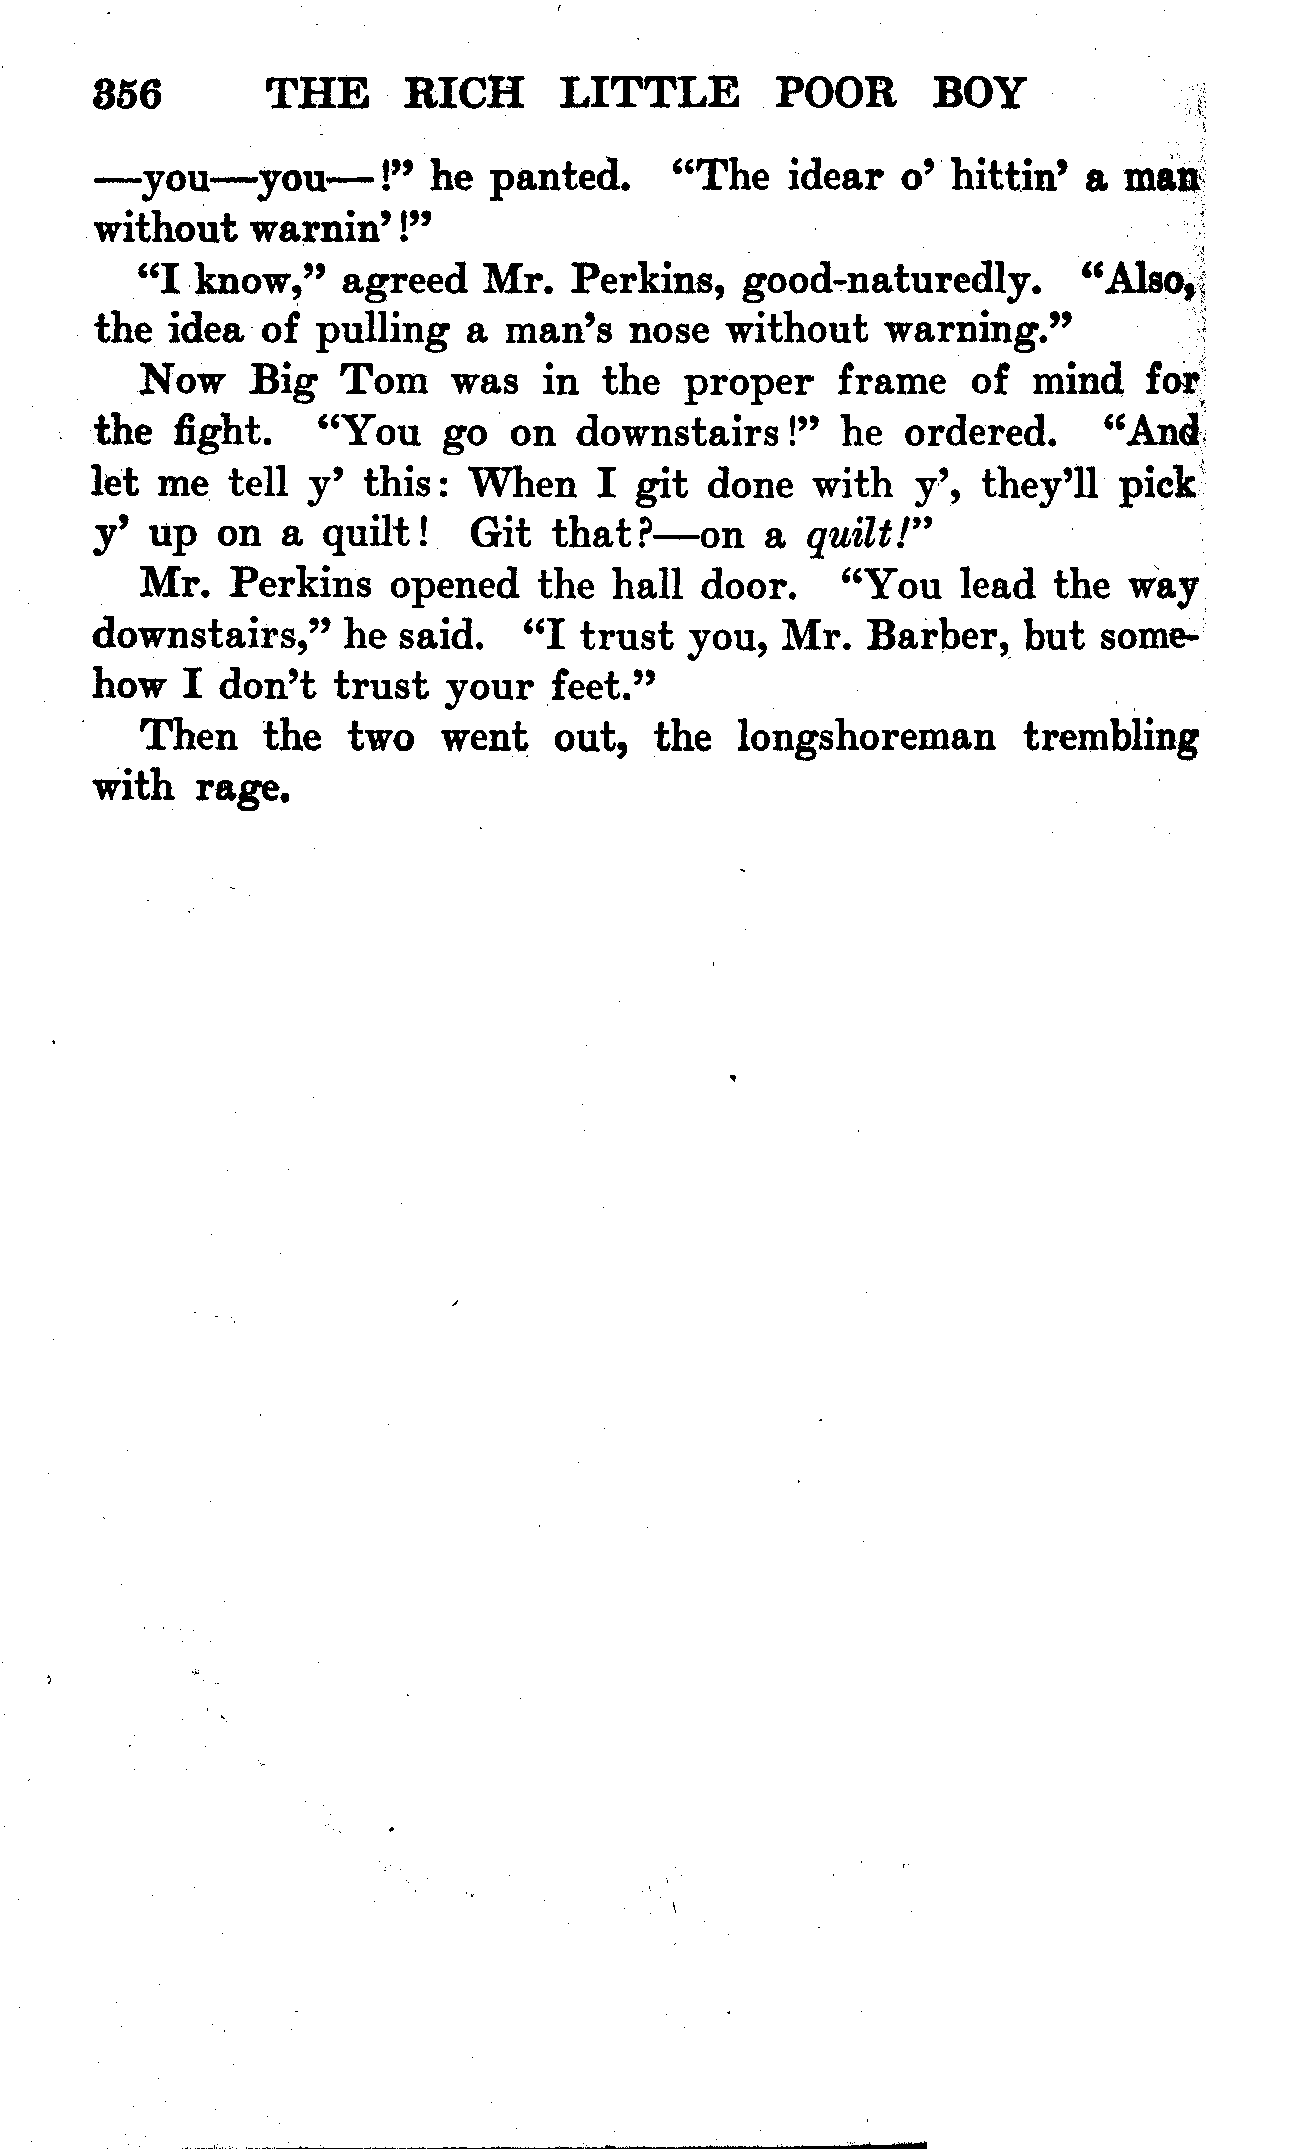 356 THE RICH LITTLE POOR BOY
—you—you—!” he panted. “The idear o’ hittin’ a man
without warnin’!”
“I know,” agreed Mr. Perkins, good-naturedly. “Also,
the idea of pulling a man’s nose without warning.”
Now Big Tom was in the proper frame of mind for
the fight. “You go on downstairs!” he ordered. “And
let me tell y’ this: When I git done with y’, they’ll pick
y’ up on a quilt! Git that?—on a quilt!”
Mr. Perkins opened the hall door. “You lead the way
downstairs,” he said. “I trust you, Mr. Barber, but some-
how I don’t trust your feet.”
Then the two went out, the longshoreman trembling
with rage.